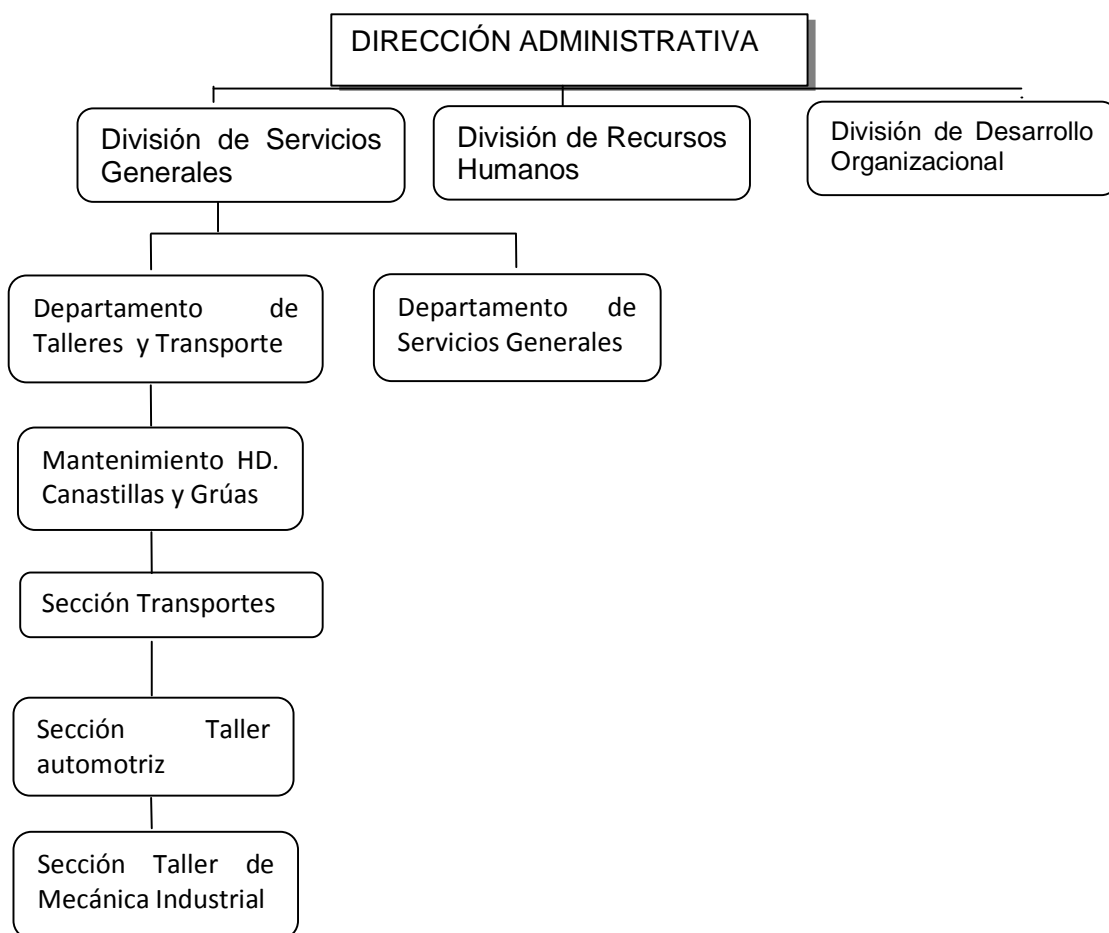 DIRECCIÓN ADMINISTRATIVA
División de Servicios
Generales
División de Recursos
Humanos
División de Desarrollo
Organizacional
Departamento de
Talleres y Transporte
Departamento de
Servicios Generales
Mantenimiento HD.
Canastillas y Grúas
Sección Transportes
Sección Taller
automotriz
Sección Taller de
Mecánica Industrial